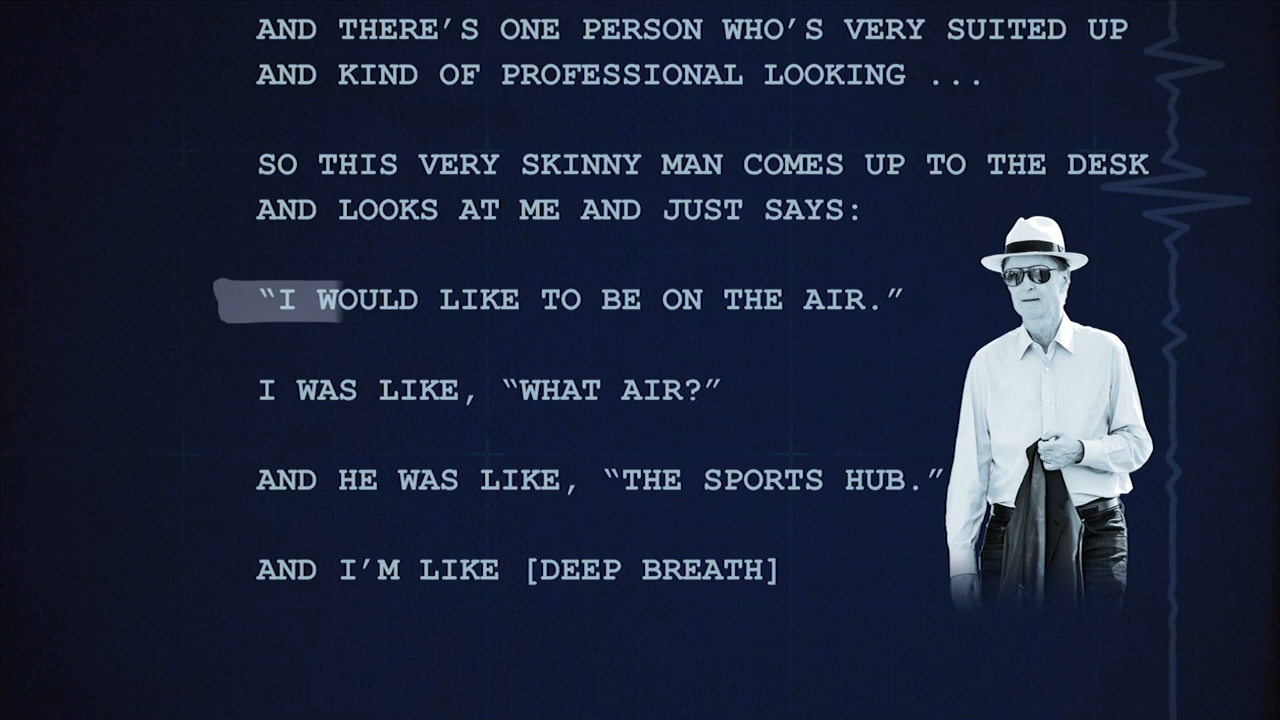 AND THERE’S ONE PERSON WHO’S VERY SUITED UP
AND KIND OF PROFESSIONAL LOOKING ...
SO THIS VERY SKINNY MAN COMES UP TO THE DESK
AND LOOKS AT ME AND JUST SAYS:
“I WOULD LIKE TO BE ON THE AIR.”
I WAS LIKE, “WHAT AIR?”
AND HE WAS LIKE, “THE SPORTS HUB.”
AND I’M LIKE [DEEP BREATH]